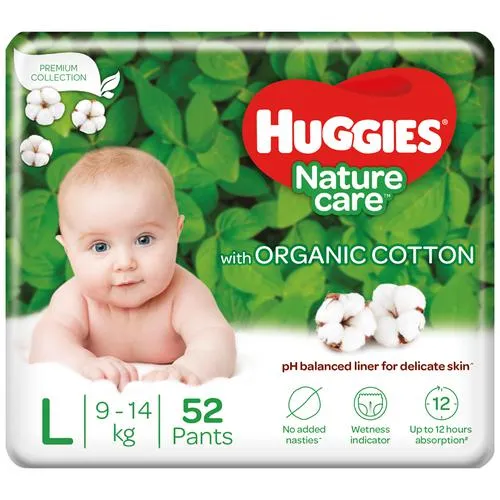 PREMIUM
COLLECTION
HUGGIES®
Nature
care™
with ORGANIC COTTON
pH balanced liner for delicate skin^
L
9 - 14
kg
52
Pants
No added
nasties*
Wetness
indicator
12
Up to 12 hours
absorption#